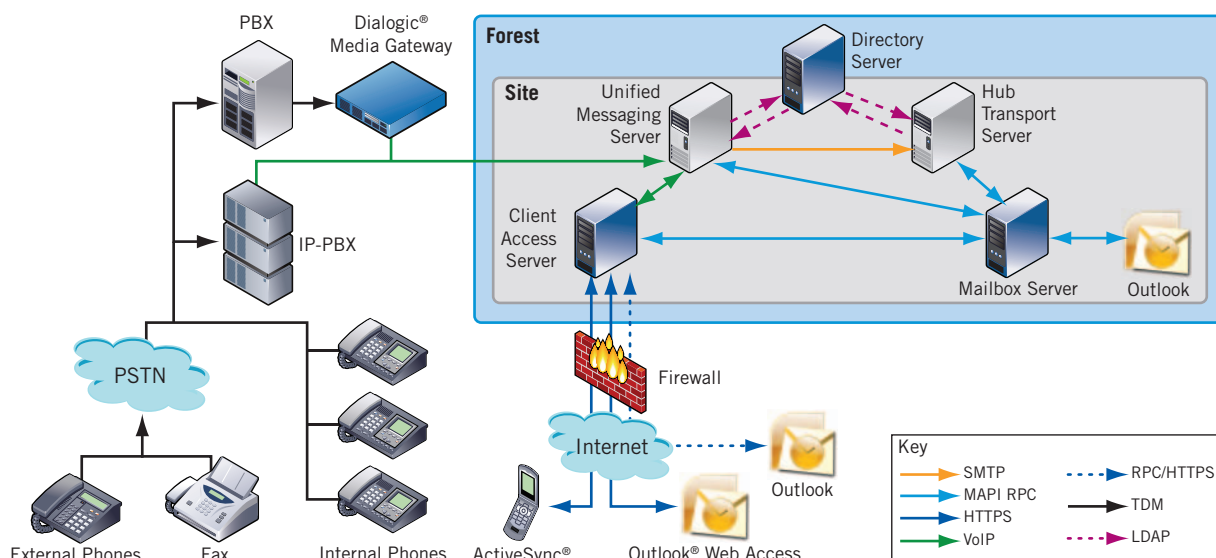 PBX
Dialogic®
Media Gateway
Forest
Directory
Server
Site
Unified
Messaging
Server
Hub
Transport
Server
IP-PBX
Client
Access
Server
Mailbox Server
Outlook
PSTN
Firewall
Internet
Outlook
External Phones
Fax
Internal Phones
ActiveSync®
Outlook® Web Access
Key
SMTP
MAPI RPC
HTTPS
VoIP
RPC/HTTPS
TDM
LDAP